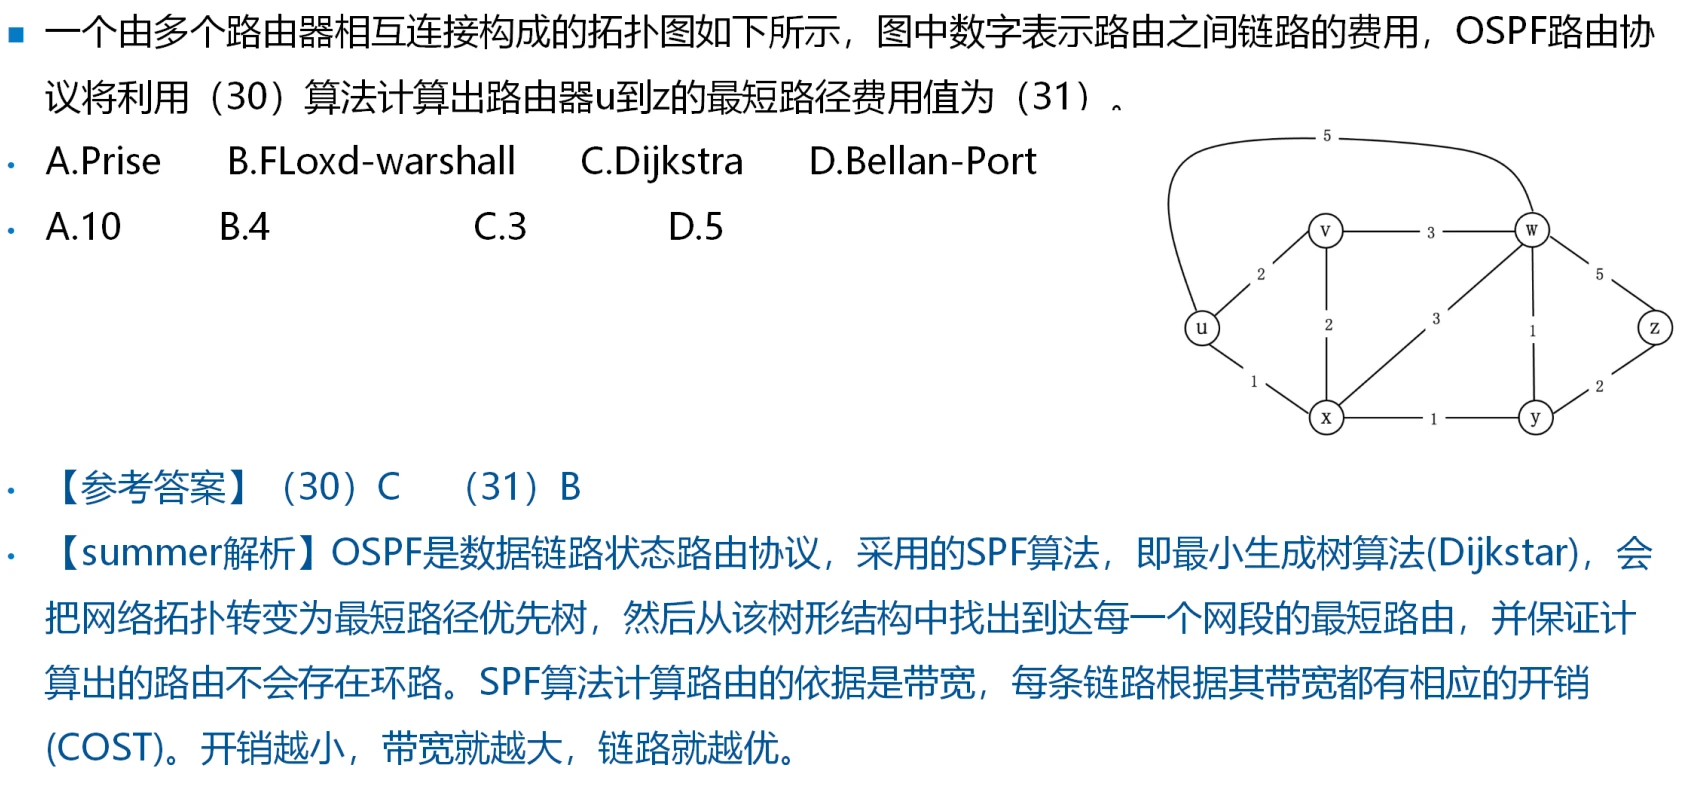 一个由多个路由器相互连接构成的拓扑图如下所示，图中数字表示路由之间链路的费用，OSPF路由协
议将利用（30）算法计算出路由器u到z的最短路径费用值为（31）。
A.Prise B.FLoxd-warshall C.Dijkstra D.Bellan-Port
A.10 B.4 C.3 D.5
5
v 3 w
2 5
u 2 3 1 z
1 2
x 1 y
【参考答案】（30）C （31）B
【summer解析】OSPF是数据链路状态路由协议，采用的SPF算法，即最小生成树算法(Dijkstar)，会
把网络拓扑转变为最短路径优先树，然后从该树形结构中找出到达每一个网段的最短路由，并保证计
算出的路由不会存在环路。SPF算法计算路由的依据是带宽，每条链路根据其带宽都有相应的开销
(COST)。开销越小，带宽就越大，链路就越优。